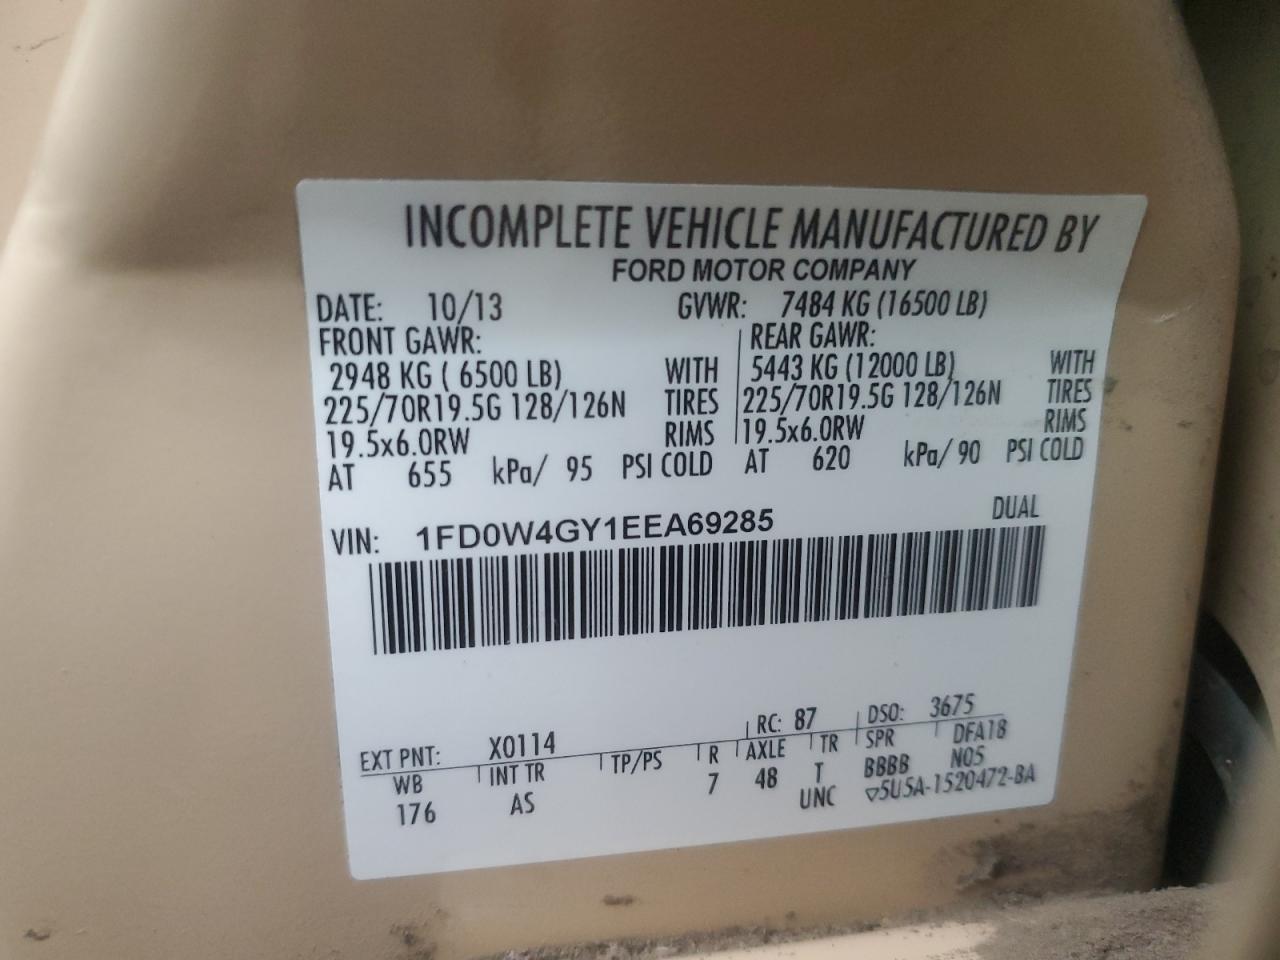 INCOMPLETE VEHICLE MANUFACTURED BY
FORD MOTOR COMPANY
DATE: 10/13 GVWR: 7484 KG (16500 LB)
FRONT GAWR: REAR GAWR:
2948 KG ( 6500 LB) WITH 5443 KG (12000 LB) WITH
225/70R19.5G 128/126N TIRES 225/70R19.5G 128/126N TIRES
19.5x6.0RW RIMS 19.5x6.0RW RIMS
AT 655 kPa/ 95 PSI COLD AT 620 kPa/ 90 PSI COLD
VIN: 1FD0W4GY1EEA69285 DUAL
EXT PNT: X0114 RC: 87 DSO: 3675
WB INT TR TP/PS R AXLE TR SPR DFA18
176 AS 7 48 T BBBB N05
UNC ▽5U5A-1520472-BA